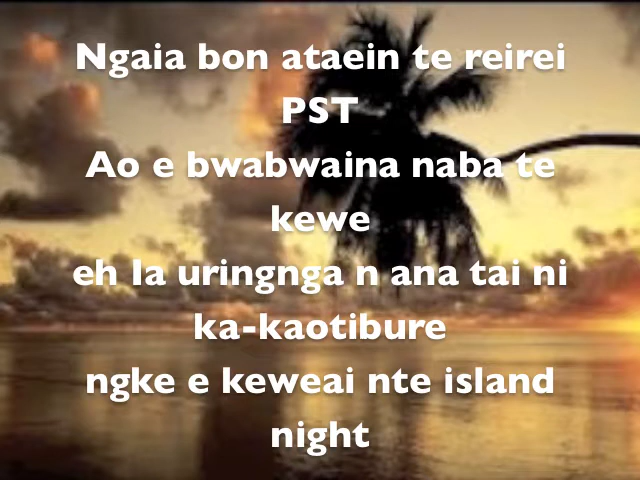 Ngaia bon ataein te reirei
PST
Ao e bwabwaina naba te
kewe
eh Ia uringnga n ana tai ni
ka-kaotibure
ngke e keweai nte island
night